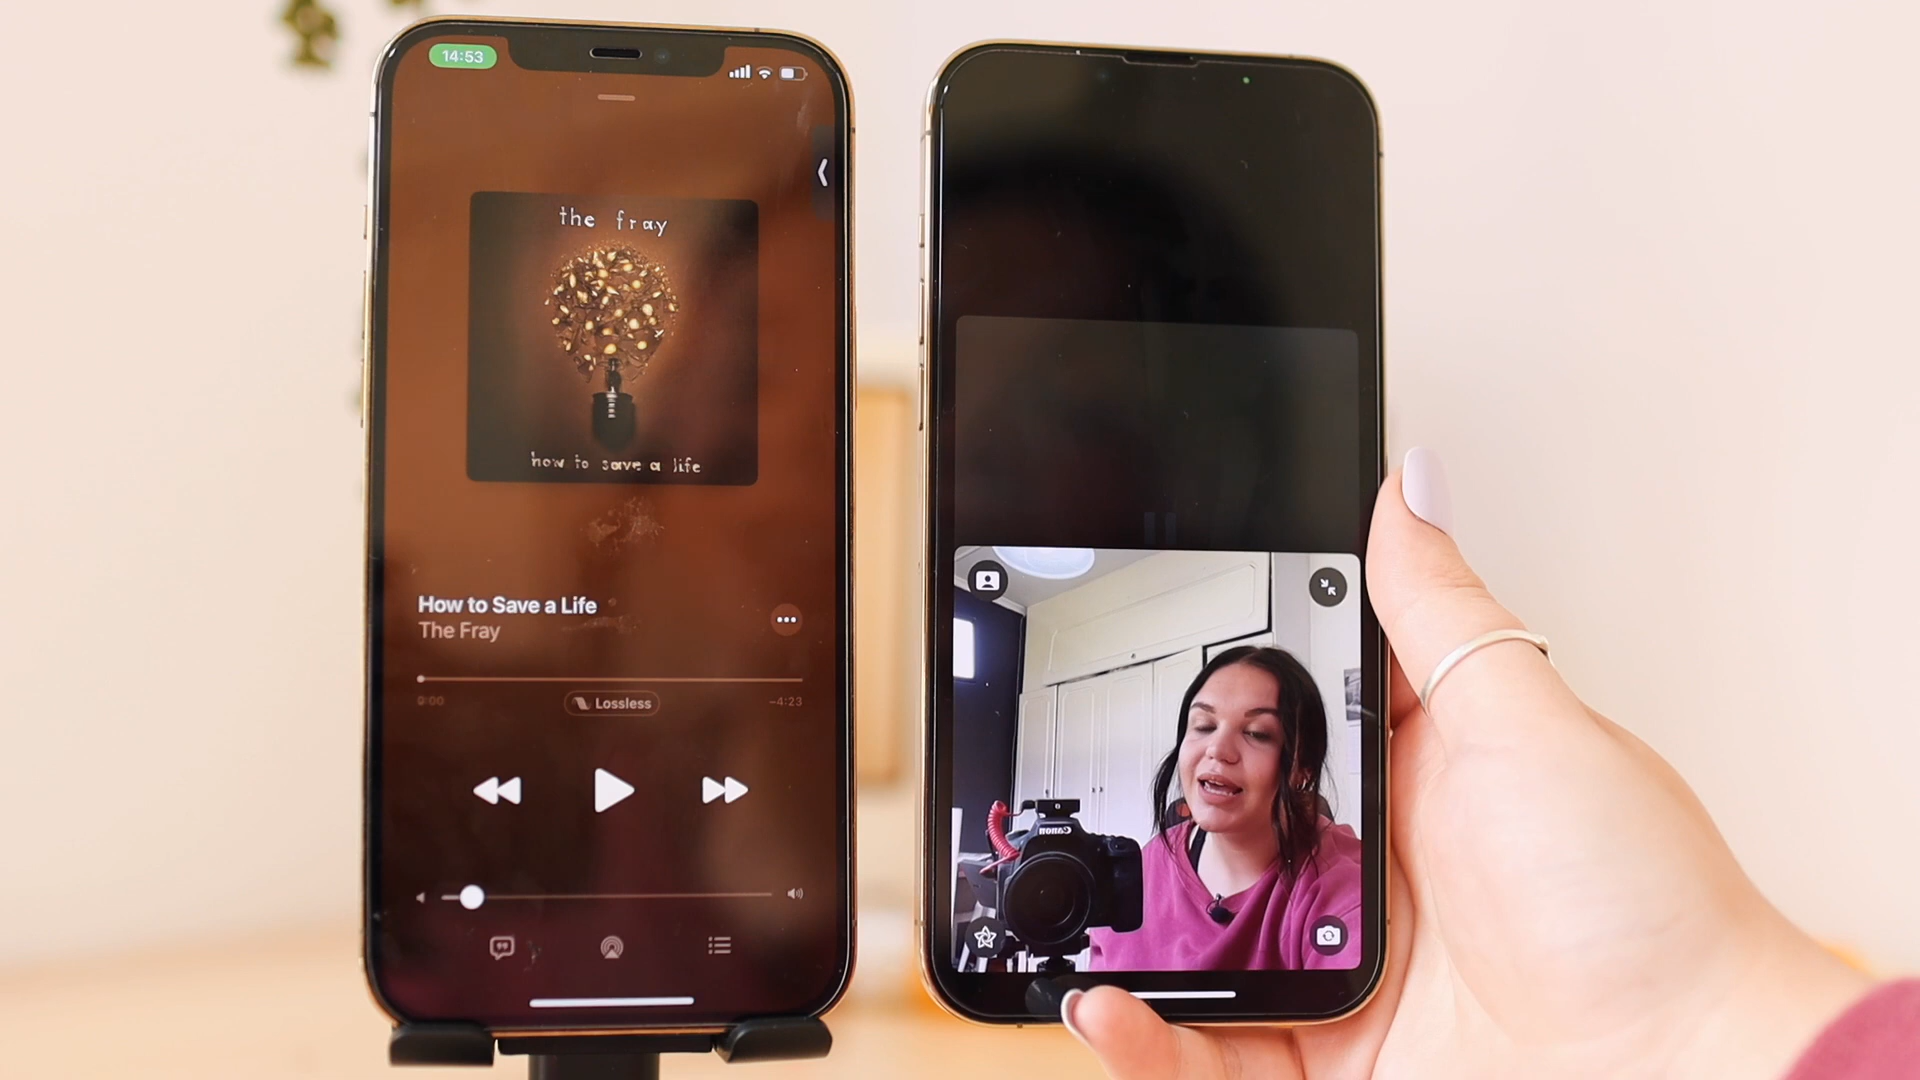 14:53
the fray
how to save a life
How to Save a Life
The Fray
0:00
Lossless
-4:23
Canon